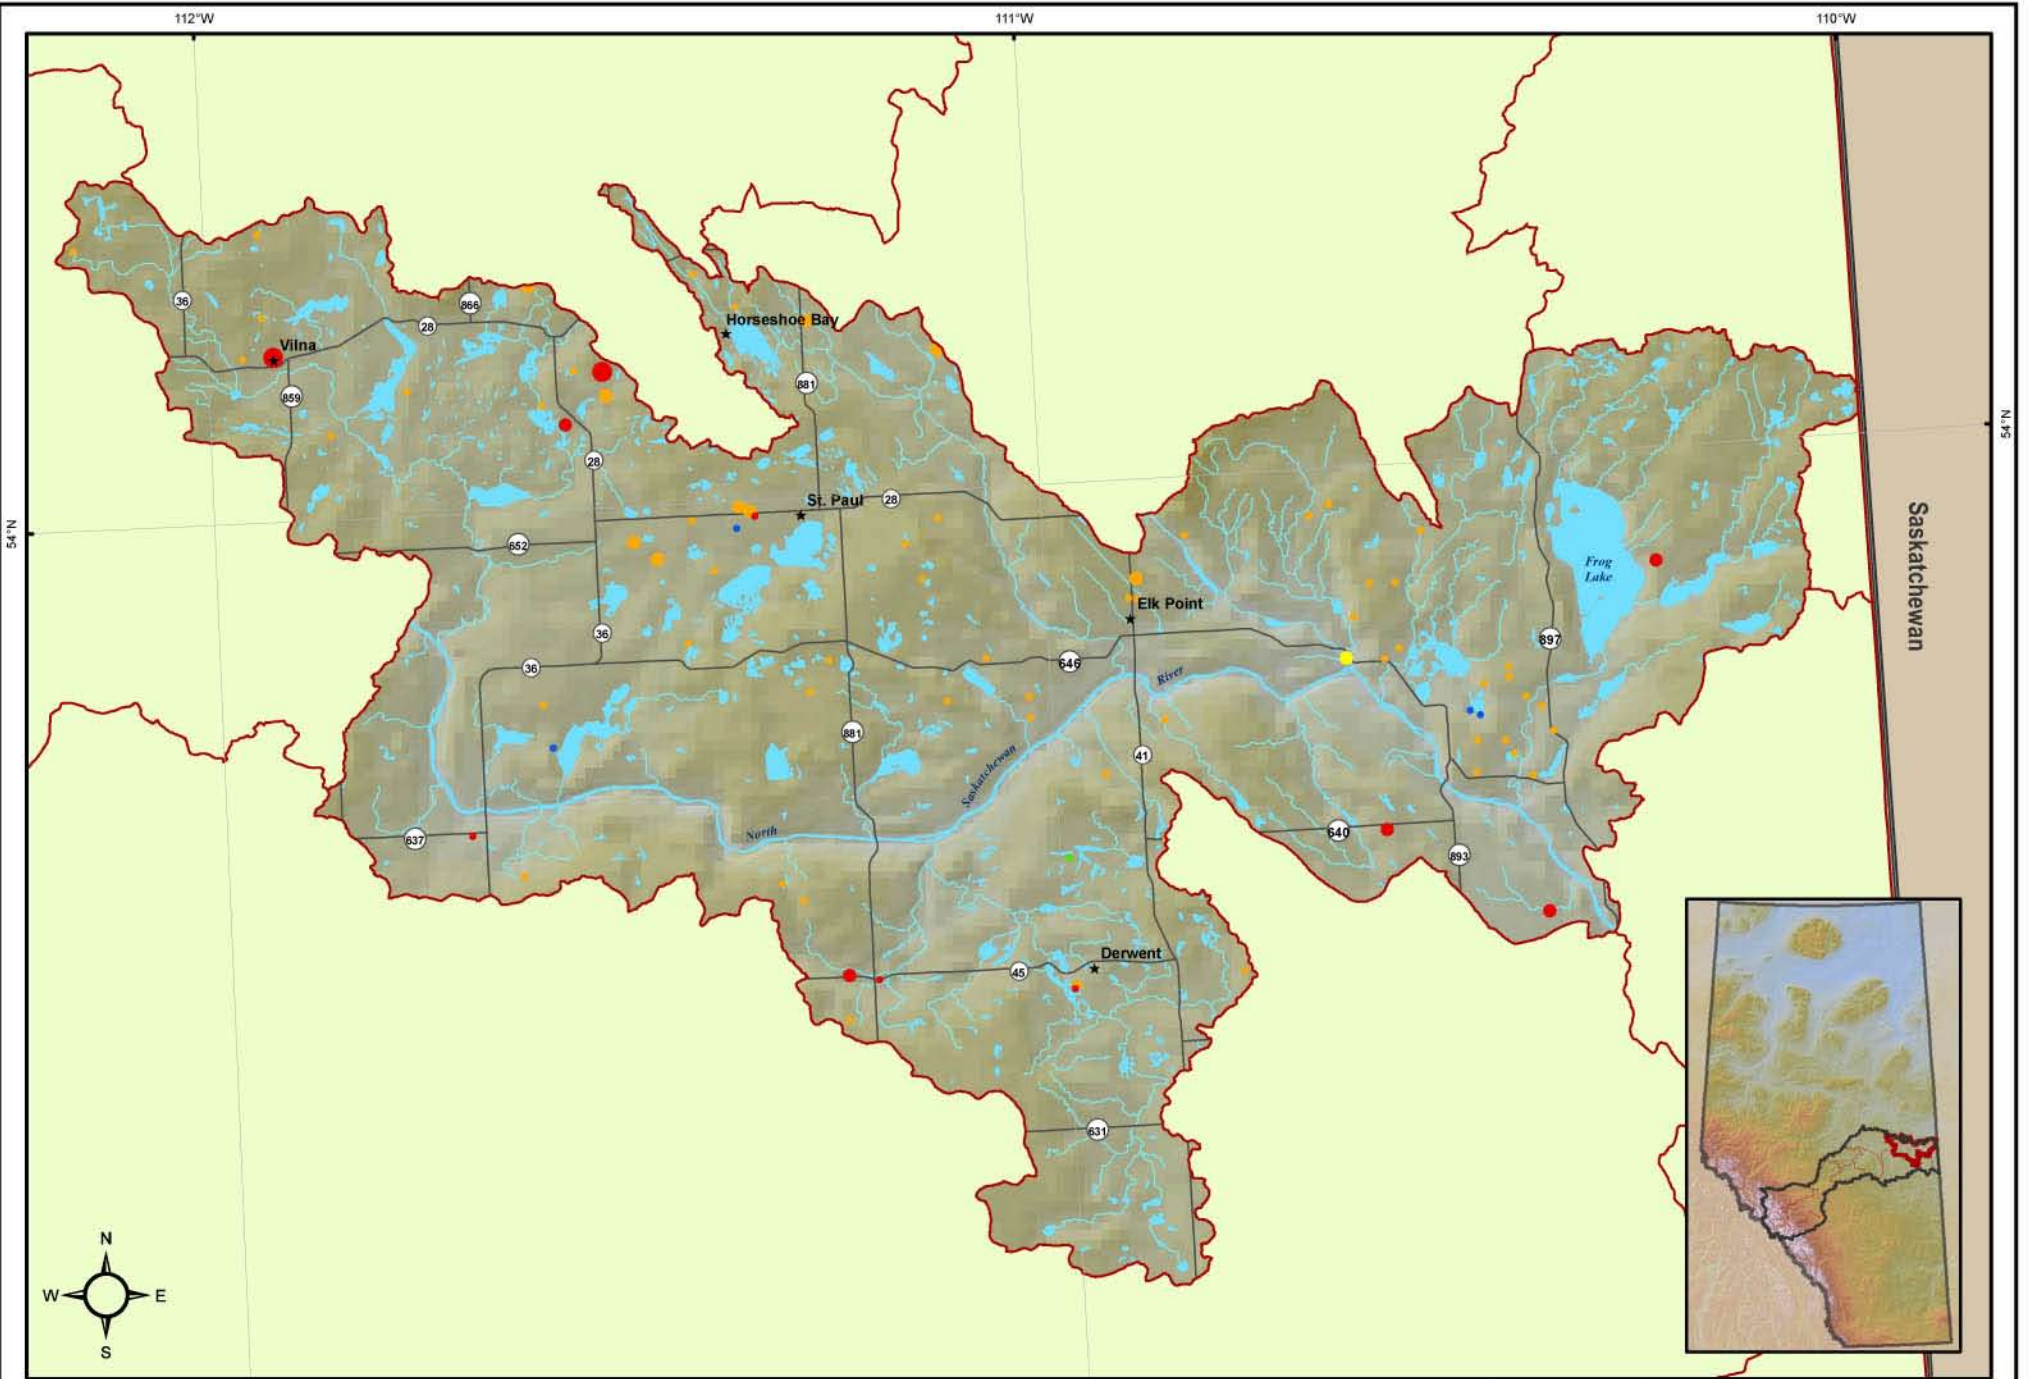 112°W
111°W
110°W
36
866
28
Horseshoe Bay
Vilna
881
859
54°N
28
St. Paul
28
Saskatchewan
54°N
652
Frog
Lake
Elk Point
36
897
36
646
River
881
41
Saskatchewan
North
637
640
893
Derwent
45
631
N
W
E
S